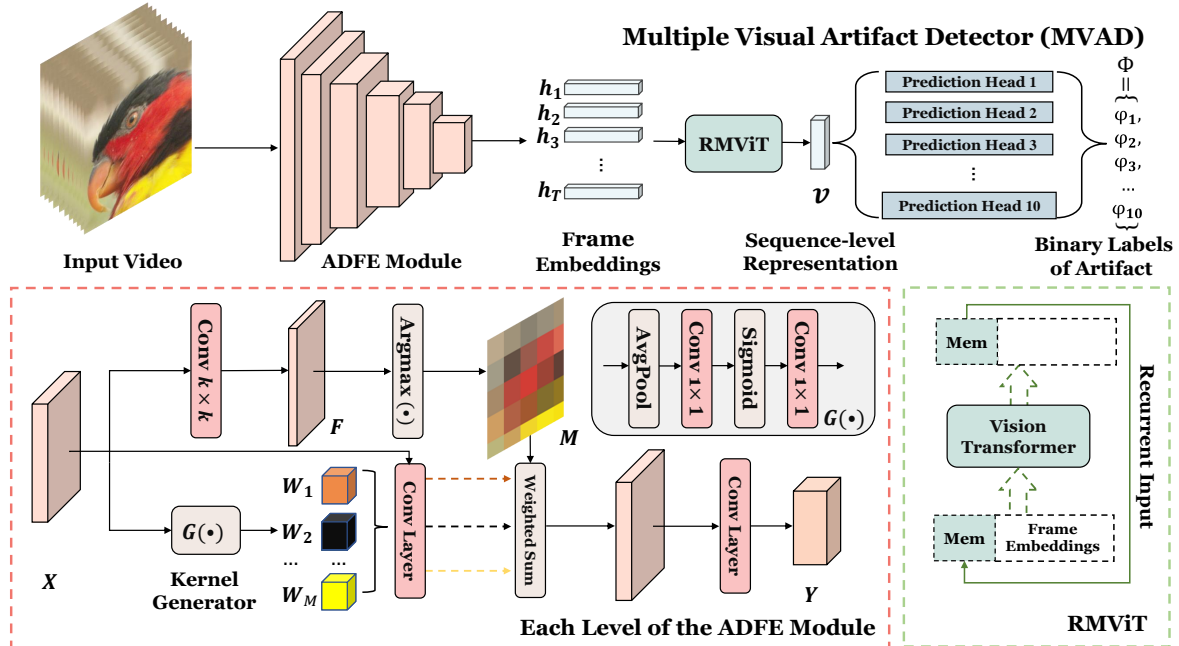 Multiple Visual Artifact Detector (MVAD)
Input Video
ADFE Module
h1
h2
h3
⋮
hT
Frame
Embeddings
RMViT
v
Sequence-level
Representation
Prediction Head 1
Prediction Head 2
Prediction Head 3
⋮
Prediction Head 10
Φ
=
φ1,
φ2,
φ3,
...
φ10
Binary Labels
of Artifact
X
Conv k × k
F
Argmax (•)
M
AvgPool
Conv 1×1
Sigmoid
Conv 1×1
G(•)
G(•)
Kernel
Generator
W1
W2
... ...
WM
Conv Layer
Weighted Sum
Conv Layer
Y
Each Level of the ADFE Module
Mem
Vision
Transformer
Mem
Frame
Embeddings
Recurrent Input
RMViT